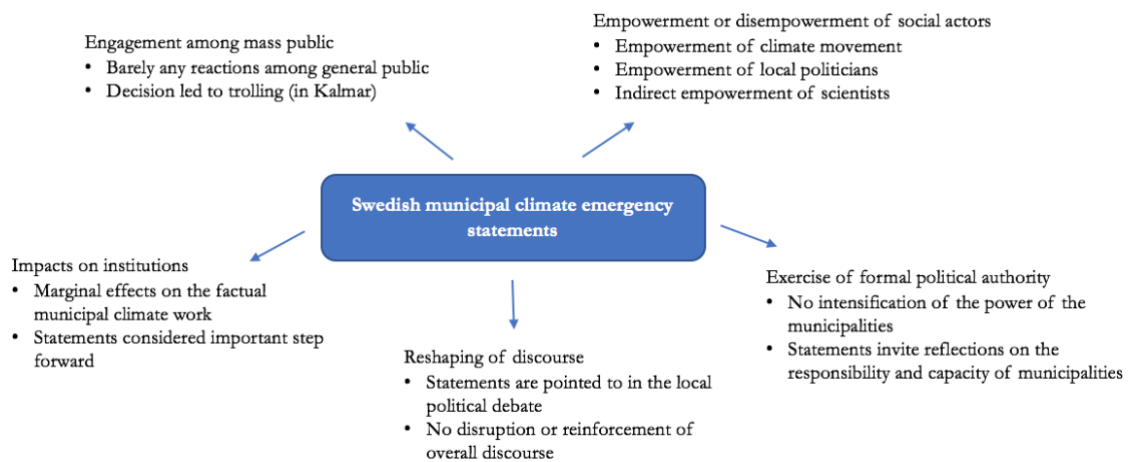 Engagement among mass public
• Barely any reactions among general public
• Decision led to trolling (in Kalmar)
Empowerment or disempowerment of social actors
• Empowerment of climate movement
• Empowerment of local politicians
• Indirect empowerment of scientists
Swedish municipal climate emergency
statements
Impacts on institutions
• Marginal effects on the factual
municipal climate work
• Statements considered important step
forward
Reshaping of discourse
• Statements are pointed to in the local
political debate
• No disruption or reinforcement of
overall discourse
Exercise of formal political authority
• No intensification of the power of the
municipalities
• Statements invite reflections on the
responsibility and capacity of municipalities